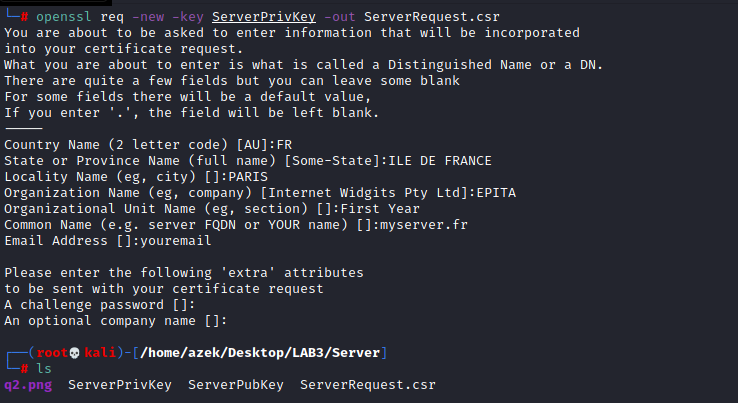 # openssl req -new -key ServerPrivKey -out ServerRequest.csr
You are about to be asked to enter information that will be incorporated
into your certificate request.
What you are about to enter is what is called a Distinguished Name or a DN.
There are quite a few fields but you can leave some blank
For some fields there will be a default value,
If you enter '.', the field will be left blank.
-----
Country Name (2 letter code) [AU]:FR
State or Province Name (full name) [Some-State]:ILE DE FRANCE
Locality Name (eg, city) []:PARIS
Organization Name (eg, company) [Internet Widgits Pty Ltd]:EPITA
Organizational Unit Name (eg, section) []:First Year
Common Name (e.g. server FQDN or YOUR name) []:myserver.fr
Email Address []:youremail
Please enter the following 'extra' attributes
to be sent with your certificate request
A challenge password []:
An optional company name []:
┌──(root💀kali)-[/home/azek/Desktop/LAB3/Server]
└─# ls
q2.png  ServerPrivKey  ServerPubKey  ServerRequest.csr